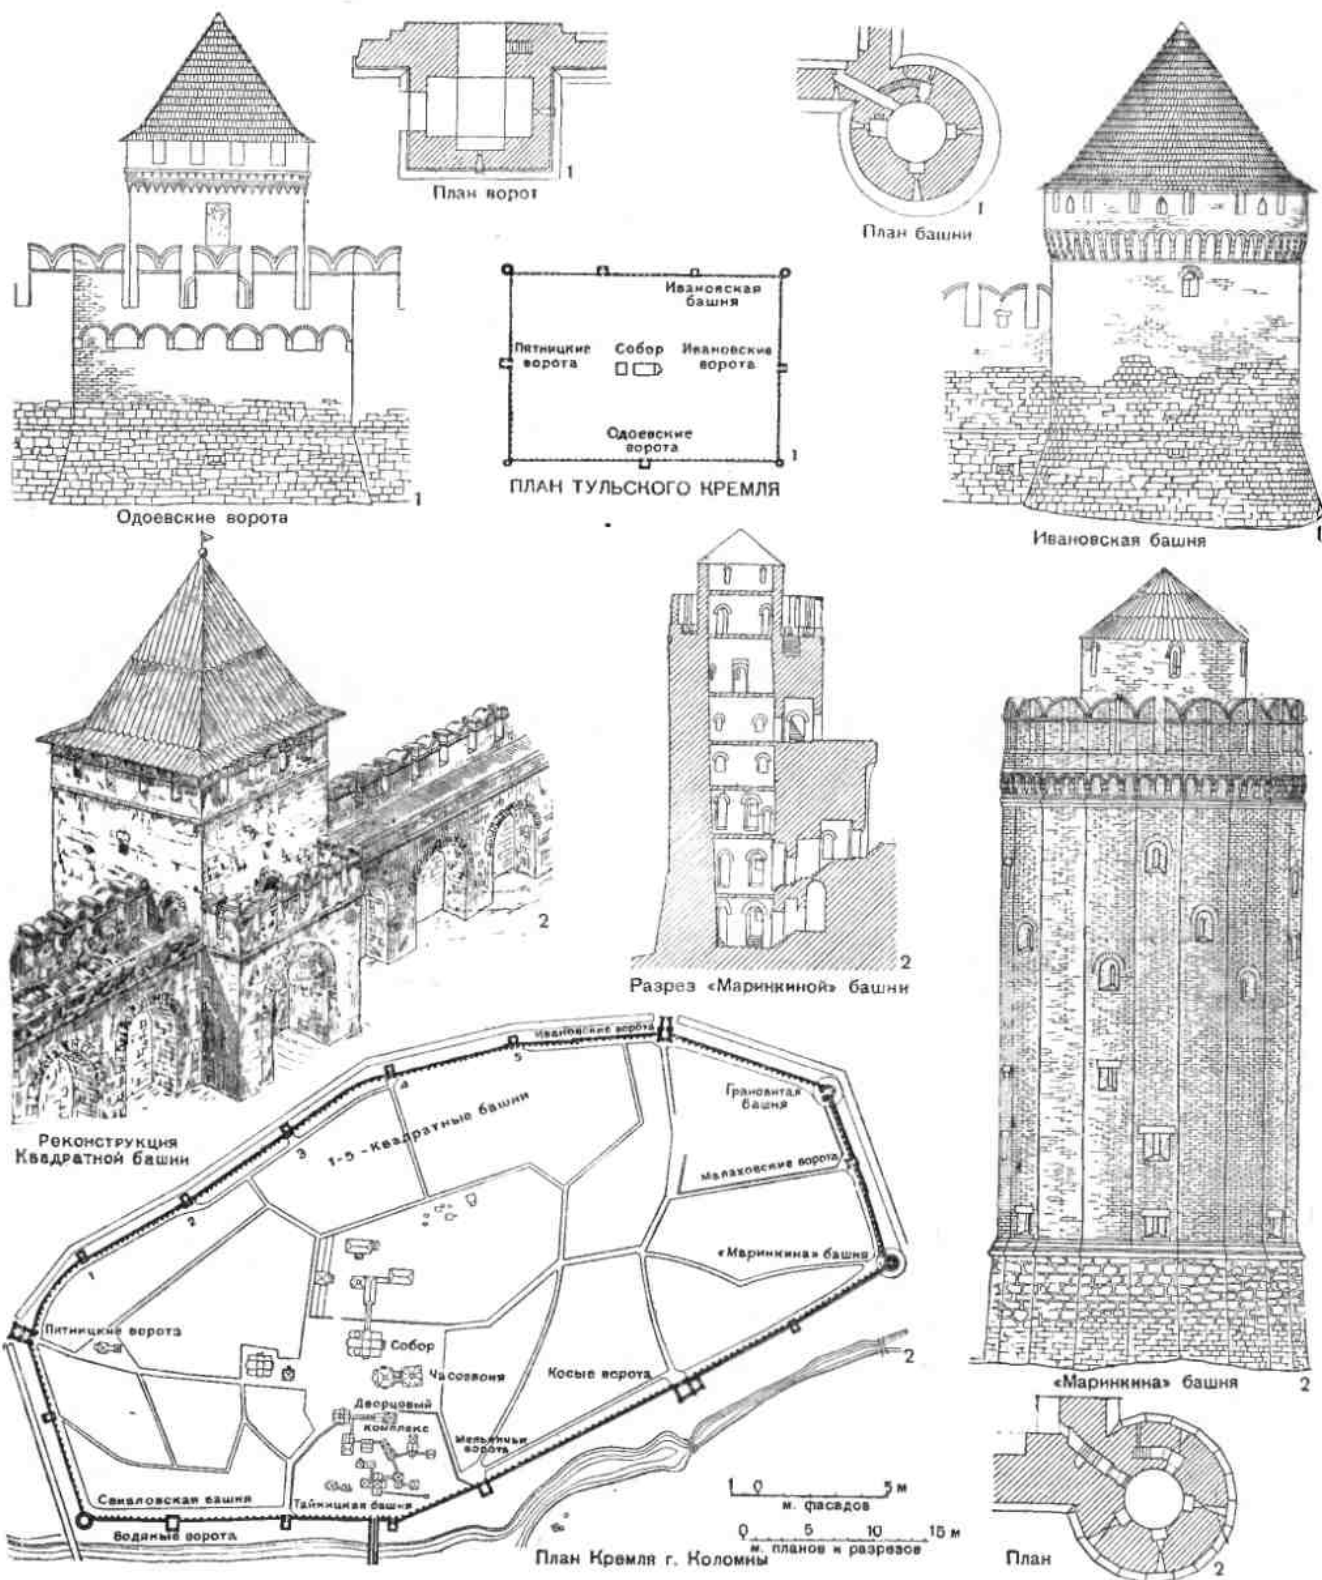 План ворот
1
План башни
1
Ивановская
башня
Пятницкие
ворота
Собор
Ивановские
ворота
Одоевские
ворота
1
ПЛАН ТУЛЬСКОГО КРЕМЛЯ
1
Одоевские ворота
Ивановская башня
1
2
Реконструкция
Квадратной башни
2
Разрез «Маринкиной» башни
«Маринкина» башня 2
Ивановские ворота
5
4
3
2
1
1-5 - Квадратные башни
Грановитая
башня
Малаховские ворота
«Маринкина» башня
Пятницкие ворота
Собор
Часозвоня
Косые ворота
2
Дворцовый
комплекс
Мельничьи
ворота
Свибловская башня
Тайницкая башня
Водяные ворота
План Кремля г. Коломны
1 0 5 м
м. фасадов
0 5 10 15 м
м. планов и разрезов
План
2